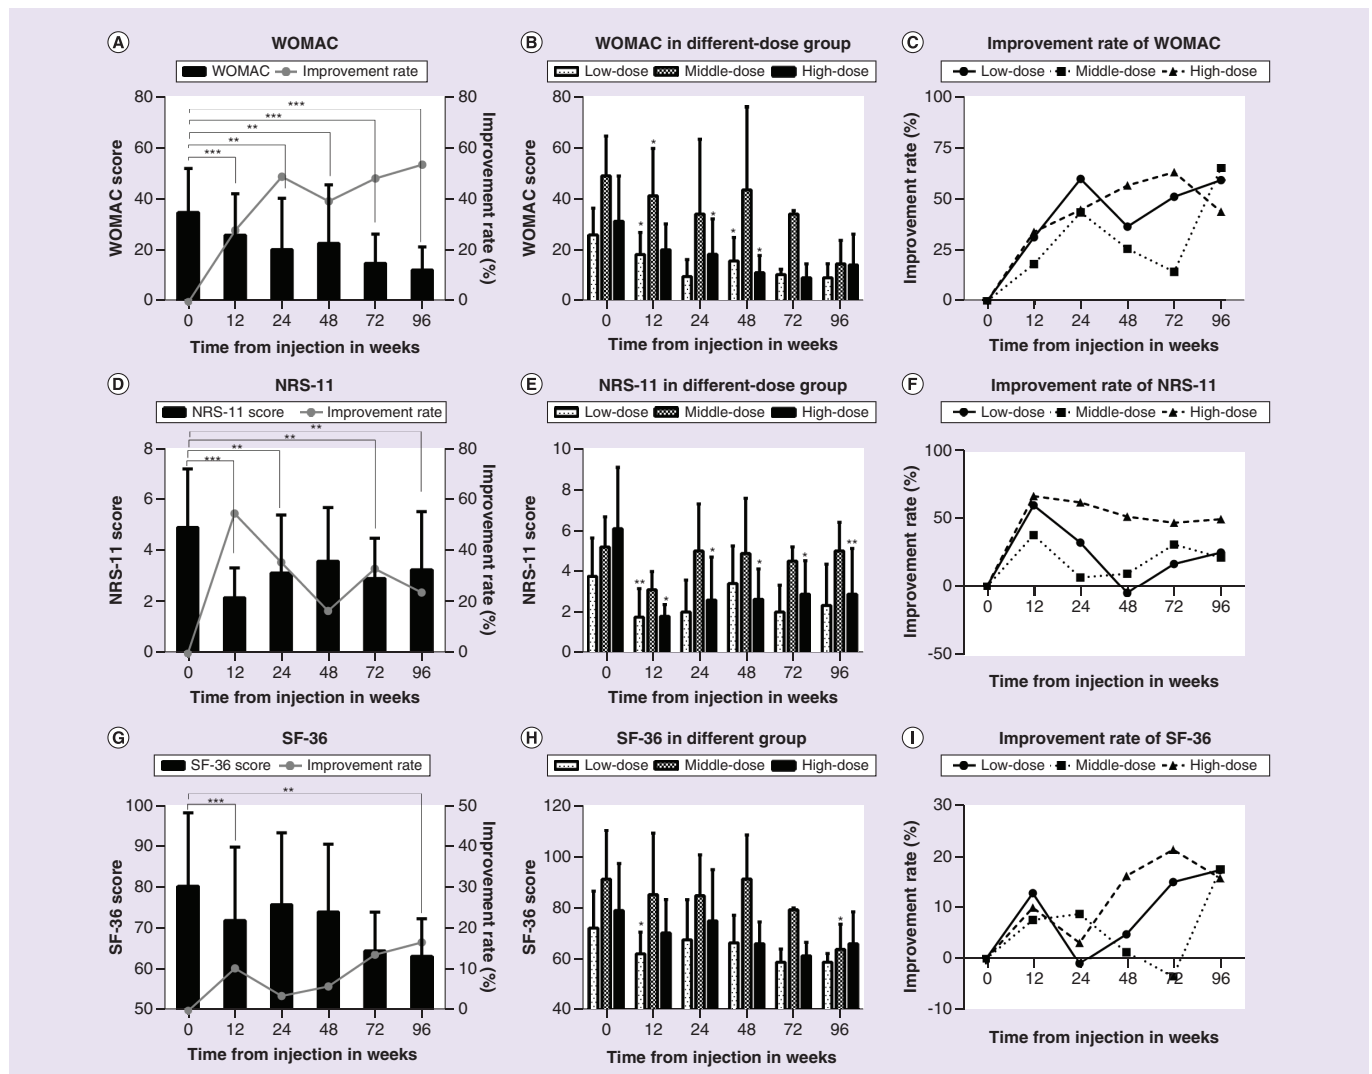 A WOMAC
WOMAC Improvement rate
WOMAC score
80
60
40
20
0
***
***
**
**
***
80
60
40
20
0
Improvement rate (%)
0 12 24 48 72 96
Time from injection in weeks
B WOMAC in different-dose group
Low-dose Middle-dose High-dose
WOMAC score
80
60
40
20
0
* * * * *
0 12 24 48 72 96
Time from injection in weeks
C Improvement rate of WOMAC
Low-dose Middle-dose High-dose
Improvement rate (%)
100
75
50
25
0
0 12 24 48 72 96
Time from injection in weeks
D NRS-11
NRS-11 score Improvement rate
NRS-11 score
8
6
4
2
0
**
**
**
***
80
60
40
20
0
Improvement rate (%)
0 12 24 48 72 96
Time from injection in weeks
E NRS-11 in different-dose group
Low-dose Middle-dose High-dose
NRS-11 score
10
8
6
4
2
0
** * * * * **
0 12 24 48 72 96
Time from injection in weeks
F Improvement rate of NRS-11
Low-dose Middle-dose High-dose
Improvement rate (%)
100
50
0
-50
0 12 24 48 72 96
Time from injection in weeks
G SF-36
SF-36 score Improvement rate
SF-36 score
100
90
80
70
60
50
**
***
50
40
30
20
10
0
Improvement rate (%)
0 12 24 48 72 96
Time from injection in weeks
H SF-36 in different group
Low-dose Middle-dose High-dose
SF-36 score
120
100
80
60
40
* *
0 12 24 48 72 96
Time from injection in weeks
I Improvement rate of SF-36
Low-dose Middle-dose High-dose
Improvement rate (%)
30
20
10
0
-10
0 12 24 48 72 96
Time from injection in weeks